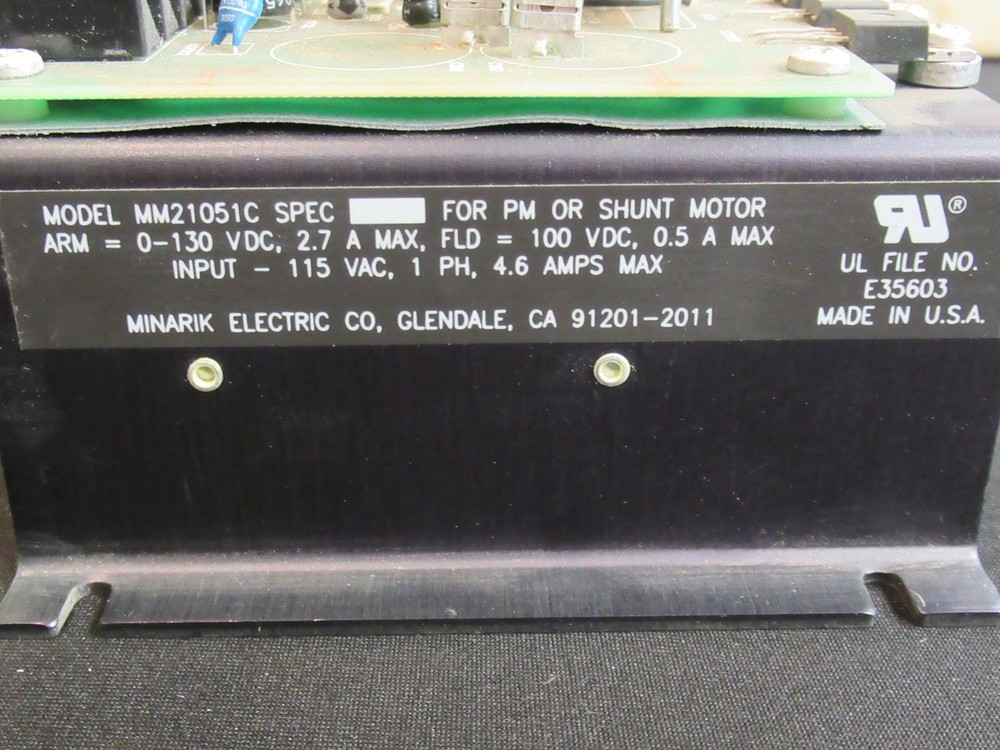 MODEL MM21051C SPEC FOR PM OR SHUNT MOTOR
ARM = 0-130 VDC, 2.7 A MAX, FLD = 100 VDC, 0.5 A MAX
INPUT - 115 VAC, 1 PH, 4.6 AMPS MAX
MINARIK ELECTRIC CO, GLENDALE, CA 91201-2011
RU®
UL FILE NO.
E35603
MADE IN U.S.A.